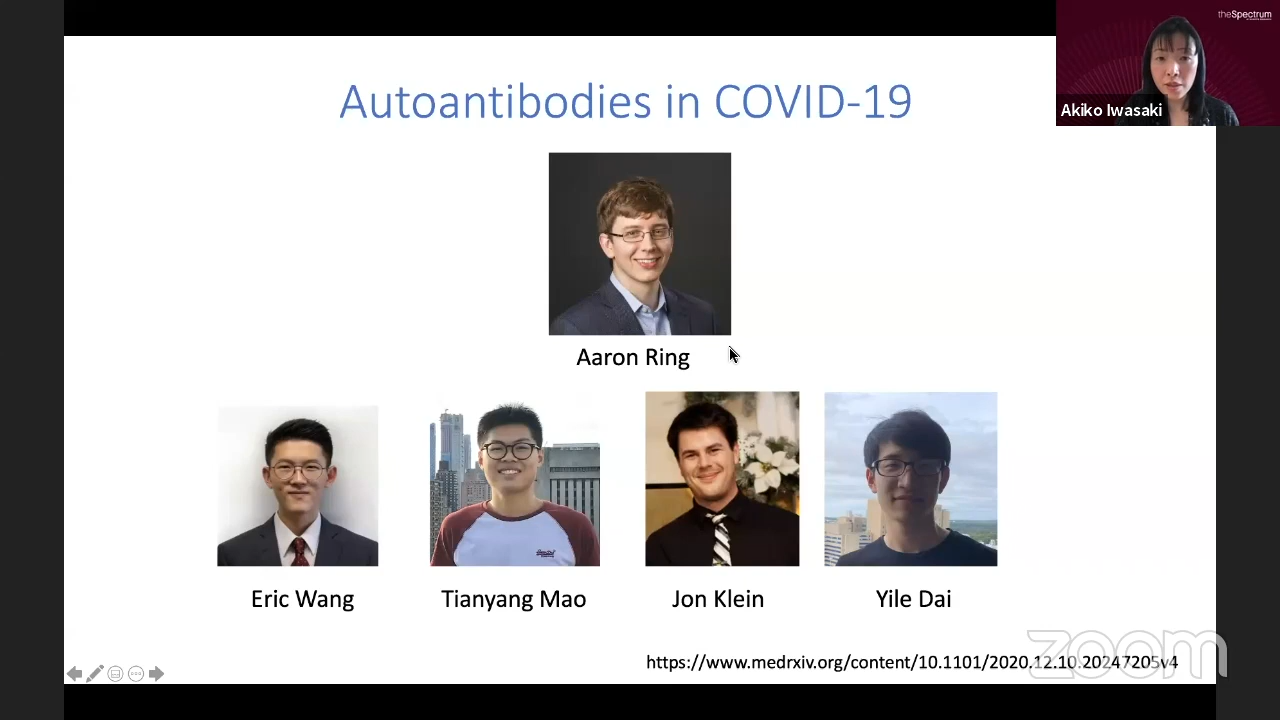 theSpectrum
Akiko Iwasaki
Autoantibodies in COVID-19
Aaron Ring
Eric Wang
Tianyang Mao
Jon Klein
Yile Dai
https://www.medrxiv.org/content/10.1101/2020.12.10.20247205v4
zoom